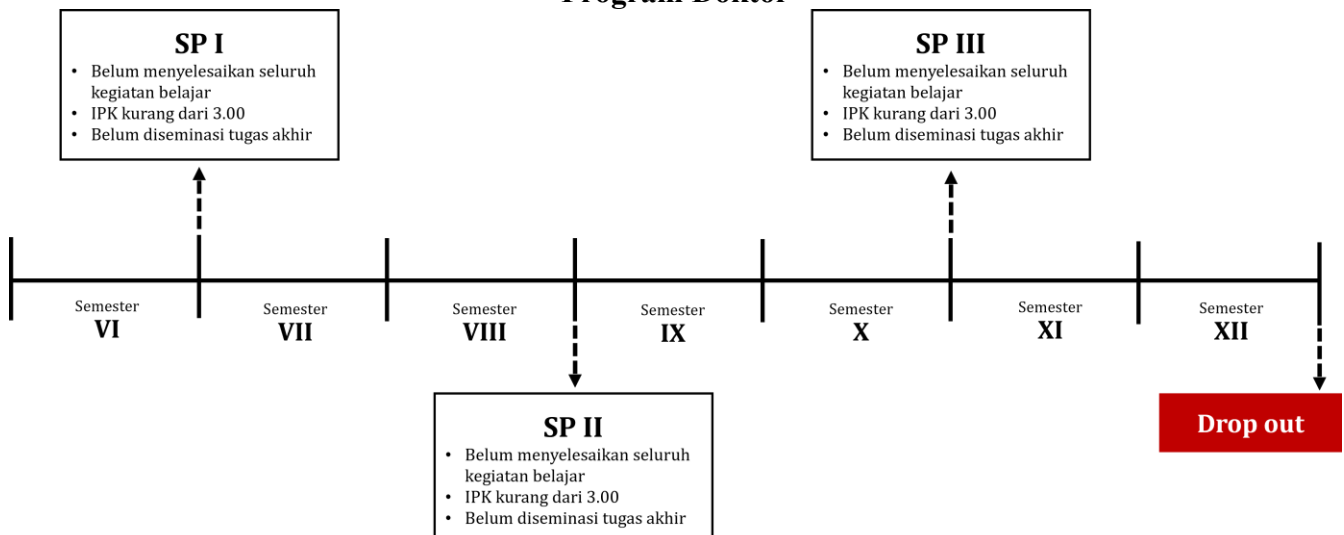 Program Doktor
SP I
• Belum menyelesaikan seluruh
kegiatan belajar
• IPK kurang dari 3.00
• Belum diseminasi tugas akhir
SP III
• Belum menyelesaikan seluruh
kegiatan belajar
• IPK kurang dari 3.00
• Belum diseminasi tugas akhir
Semester
VI
Semester
VII
Semester
VIII
Semester
IX
Semester
X
Semester
XI
Semester
XII
SP II
• Belum menyelesaikan seluruh
kegiatan belajar
• IPK kurang dari 3.00
• Belum diseminasi tugas akhir
Drop out